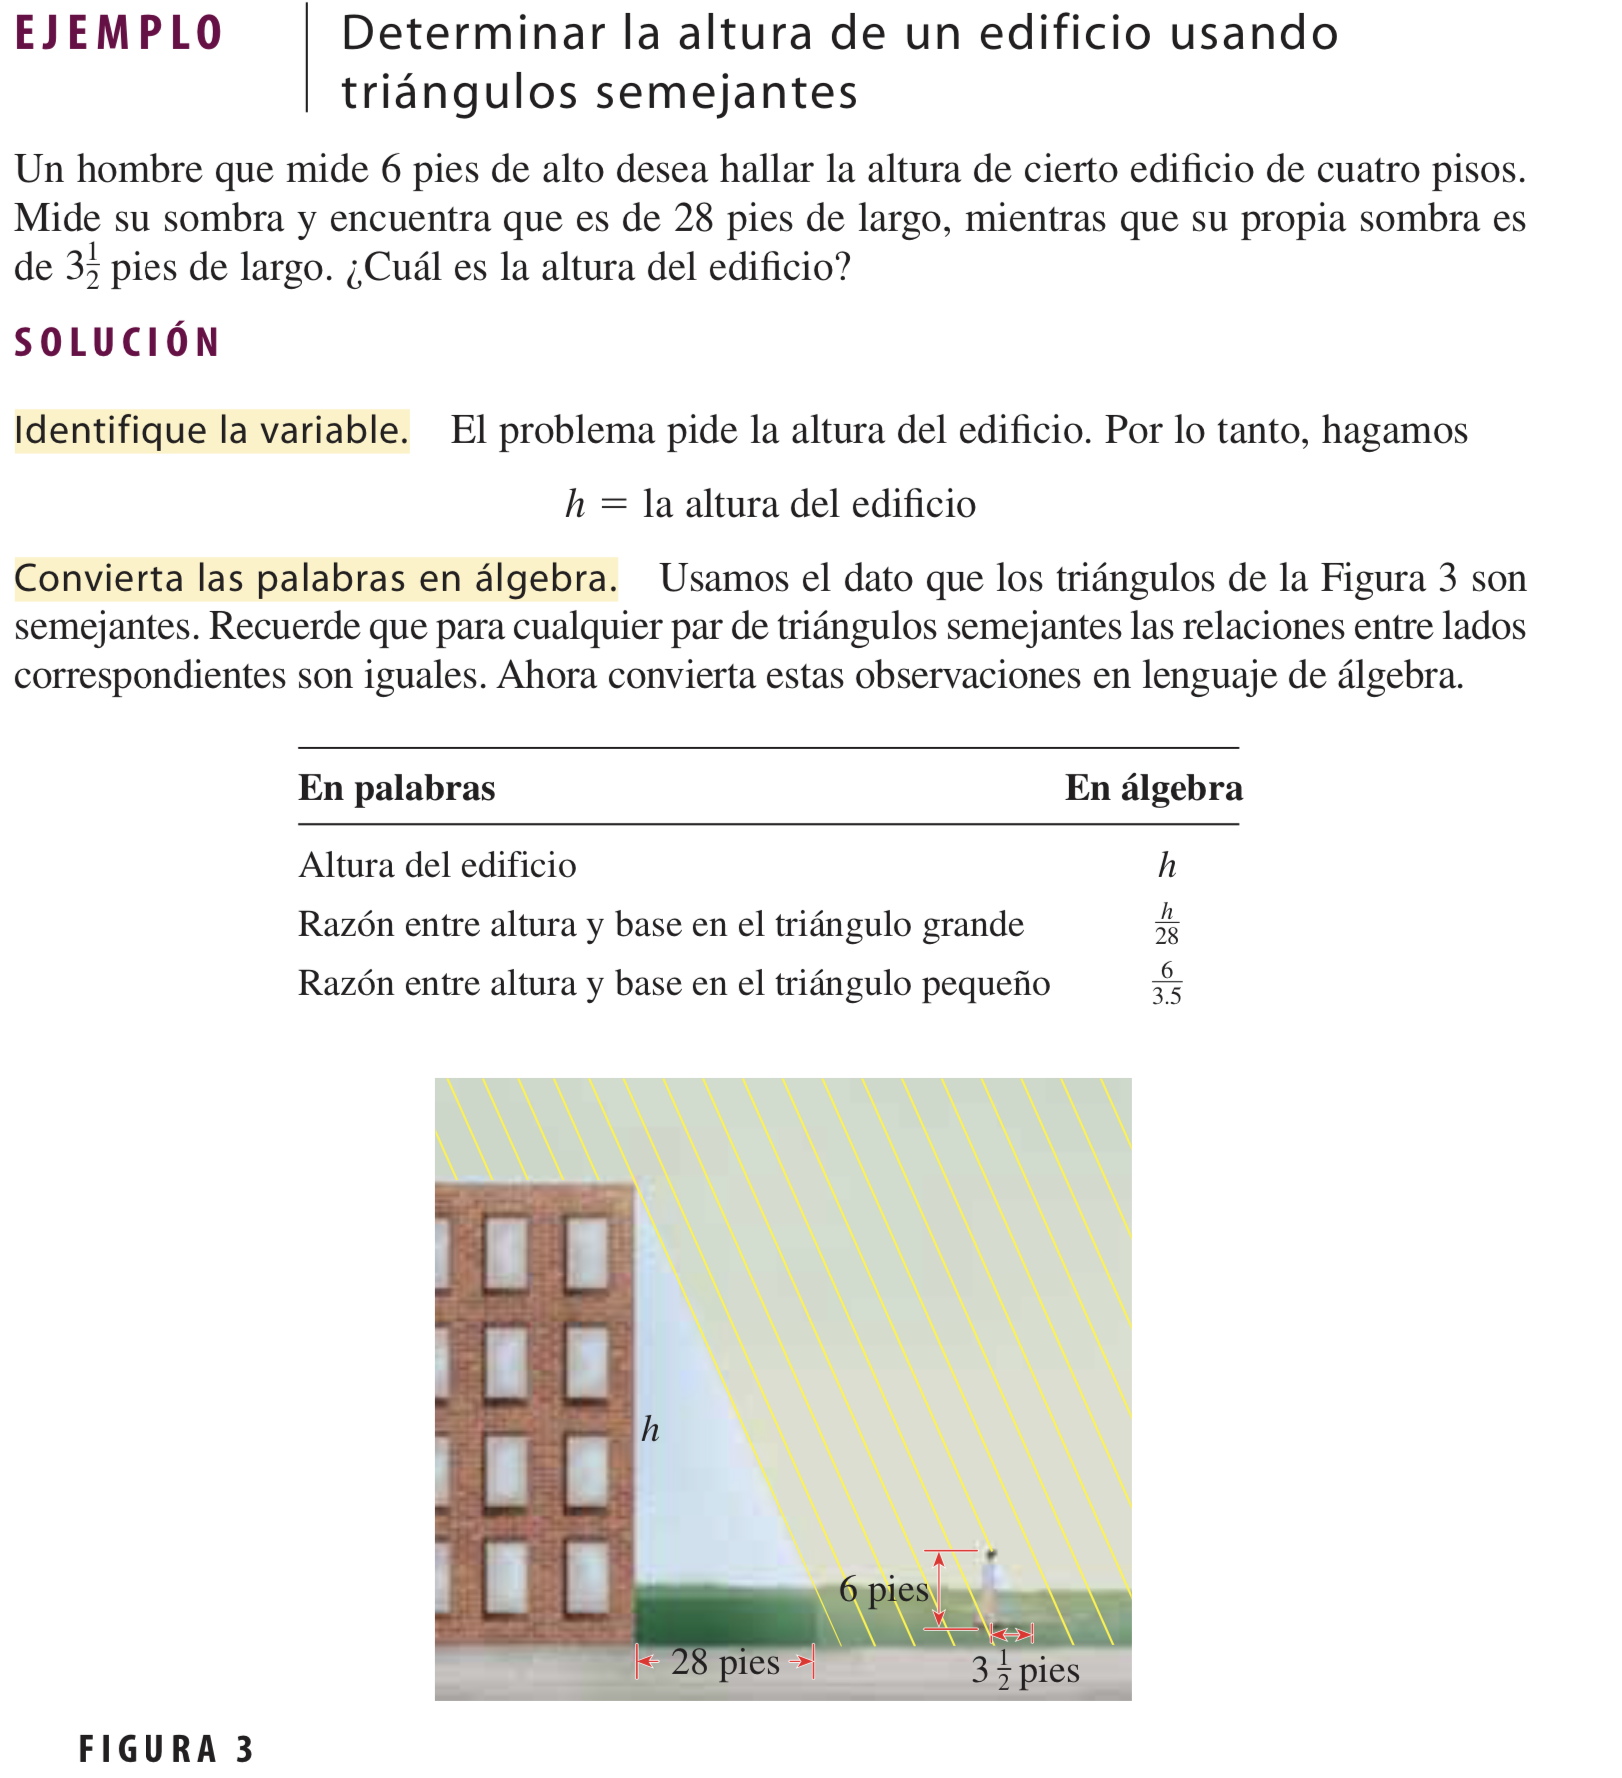 EJEMPLO
Determinar la altura de un edificio usando
triángulos semejantes
Un hombre que mide 6 pies de alto desea hallar la altura de cierto edificio de cuatro pisos.
Mide su sombra y encuentra que es de 28 pies de largo, mientras que su propia sombra es
de 3½ pies de largo. ¿Cuál es la altura del edificio?
SOLUCIÓN
Identifique la variable. El problema pide la altura del edificio. Por lo tanto, hagamos
h = la altura del edificio
Convierta las palabras en álgebra. Usamos el dato que los triángulos de la Figura 3 son
semejantes. Recuerde que para cualquier par de triángulos semejantes las relaciones entre lados
correspondientes son iguales. Ahora convierta estas observaciones en lenguaje de álgebra.
En palabras En álgebra
Altura del edificio h
Razón entre altura y base en el triángulo grande h/28
Razón entre altura y base en el triángulo pequeño 6/3.5
h
6 pies
28 pies
3 ½ pies
FIGURA 3